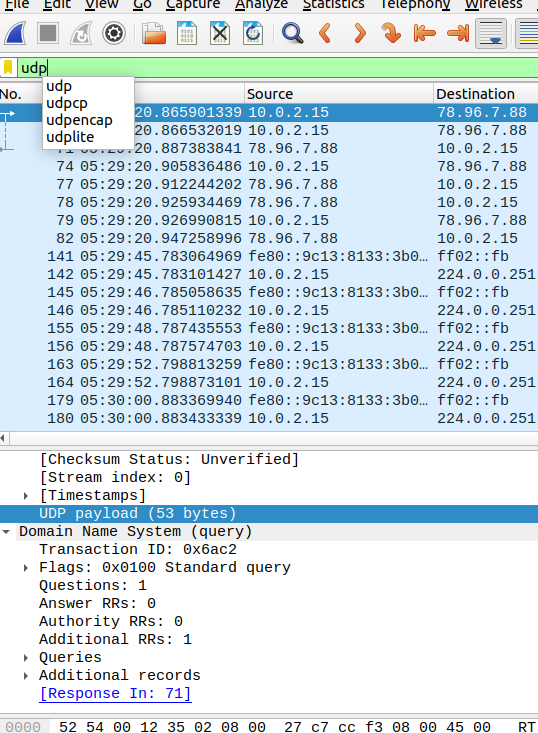 File Edit View Go Capture Analyze Statistics Telephony Wireless
udp
No. Source Destination
udp
udpcp
udpencap
udplite
20.865901339 10.0.2.15 78.96.7.88
20.866532019 10.0.2.15 78.96.7.88
71 05:29:20.887383841 78.96.7.88 10.0.2.15
74 05:29:20.905836486 10.0.2.15 78.96.7.88
77 05:29:20.912244202 78.96.7.88 10.0.2.15
78 05:29:20.925934469 78.96.7.88 10.0.2.15
79 05:29:20.926990815 10.0.2.15 78.96.7.88
82 05:29:20.947258996 78.96.7.88 10.0.2.15
141 05:29:45.783064969 fe80::9c13:8133:3b0… ff02::fb
142 05:29:45.783101427 10.0.2.15 224.0.0.251
145 05:29:46.785058635 fe80::9c13:8133:3b0… ff02::fb
146 05:29:46.785110232 10.0.2.15 224.0.0.251
155 05:29:48.787435553 fe80::9c13:8133:3b0… ff02::fb
156 05:29:48.787574703 10.0.2.15 224.0.0.251
163 05:29:52.798813259 fe80::9c13:8133:3b0… ff02::fb
164 05:29:52.798873101 10.0.2.15 224.0.0.251
179 05:30:00.883369940 fe80::9c13:8133:3b0… ff02::fb
180 05:30:00.883433339 10.0.2.15 224.0.0.251
[Checksum Status: Unverified]
[Stream index: 0]
[Timestamps]
UDP payload (53 bytes)
Domain Name System (query)
Transaction ID: 0x6ac2
Flags: 0x0100 Standard query
Questions: 1
Answer RRs: 0
Authority RRs: 0
Additional RRs: 1
Queries
Additional records
[Response In: 71]
0000 52 54 00 12 35 02 08 00 27 c7 cc f3 08 00 45 00 RT